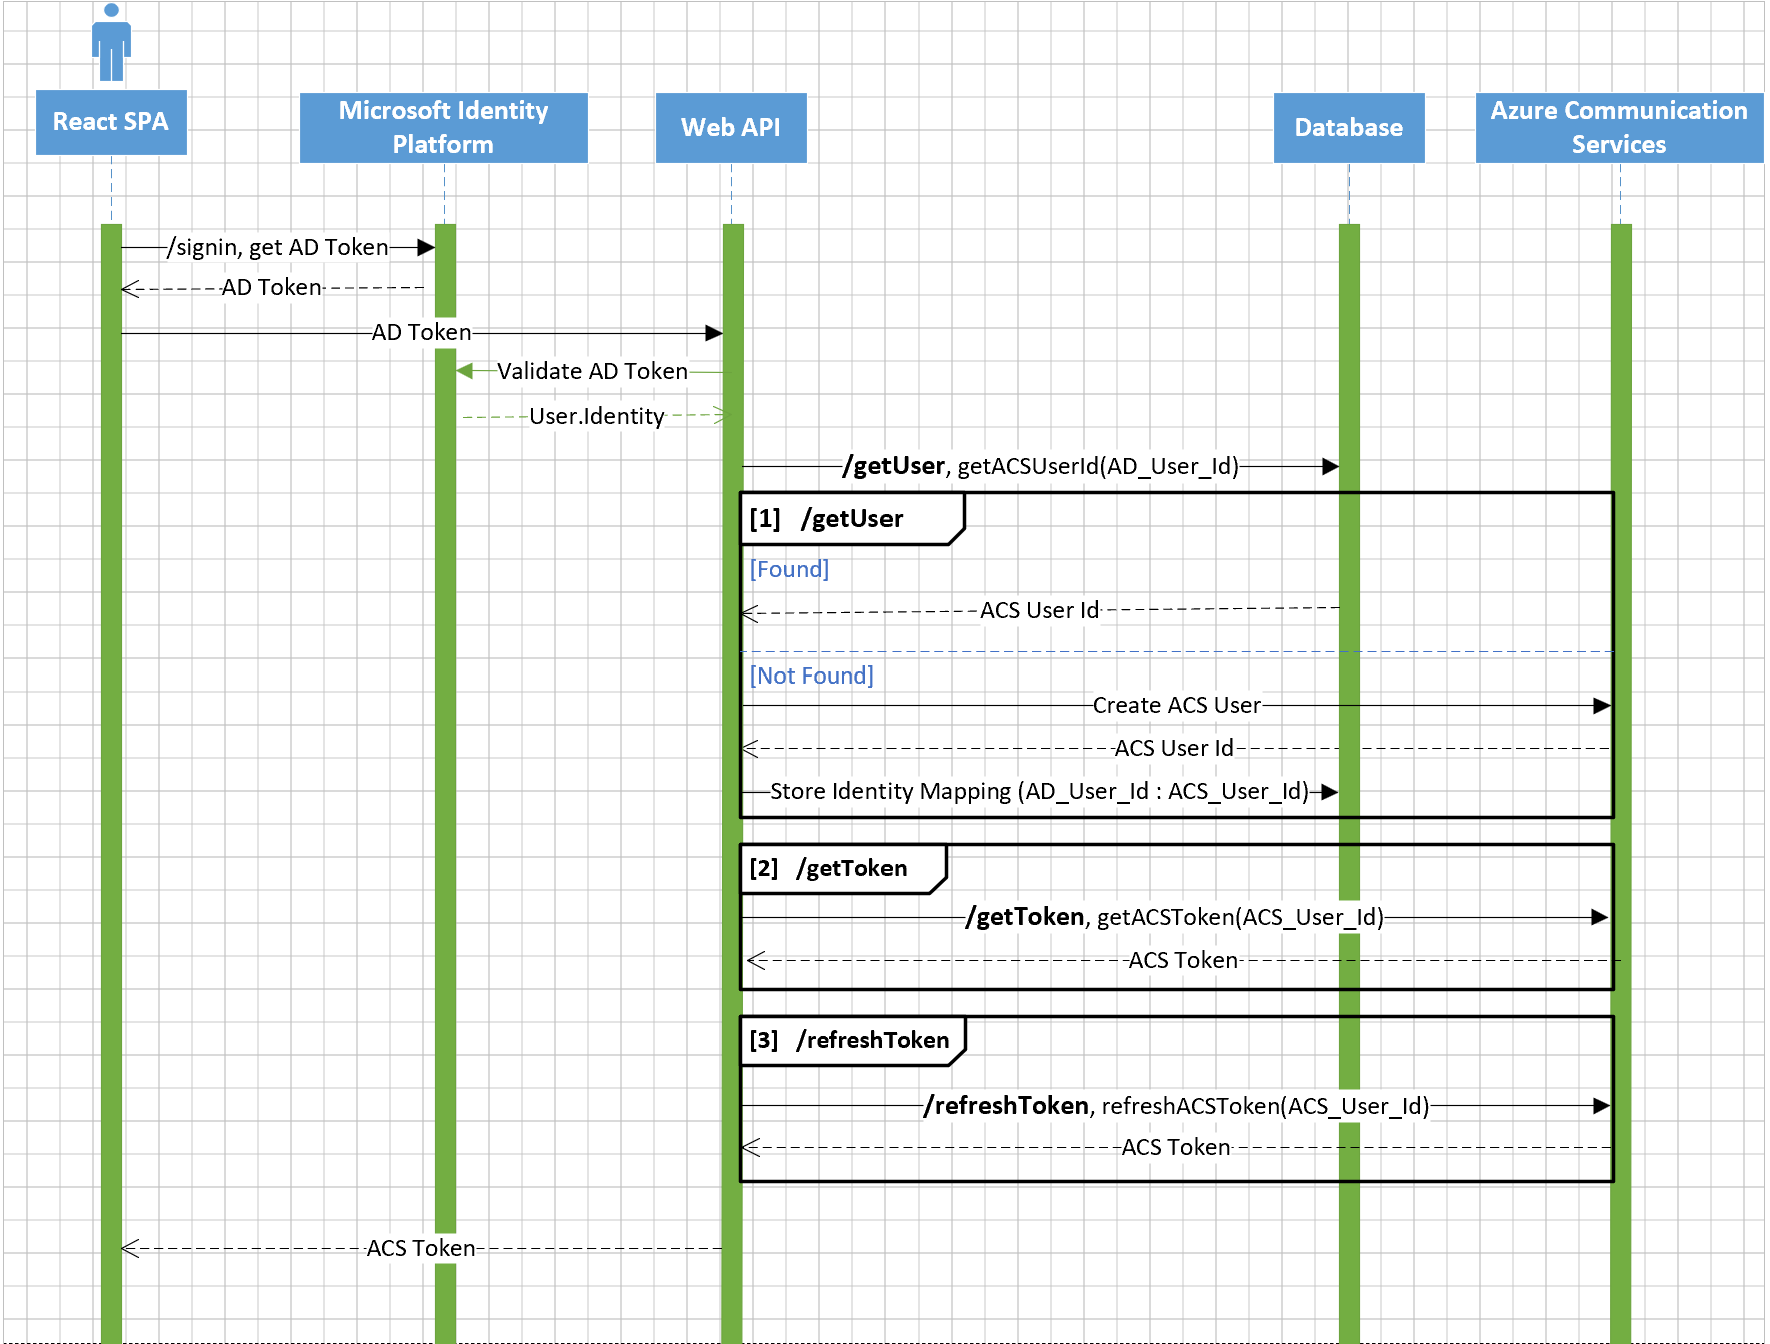 React SPA
Microsoft Identity
Platform
Web API
Database
Azure Communication
Services
/signin, get AD Token
AD Token
AD Token
Validate AD Token
User.Identity
/getUser, getACSUserId(AD_User_Id)
[1] /getUser
[Found]
ACS User Id
[Not Found]
Create ACS User
ACS User Id
Store Identity Mapping (AD_User_Id : ACS_User_Id)
[2] /getToken
/getToken, getACSToken(ACS_User_Id)
ACS Token
[3] /refreshToken
/refreshToken, refreshACSToken(ACS_User_Id)
ACS Token
ACS Token